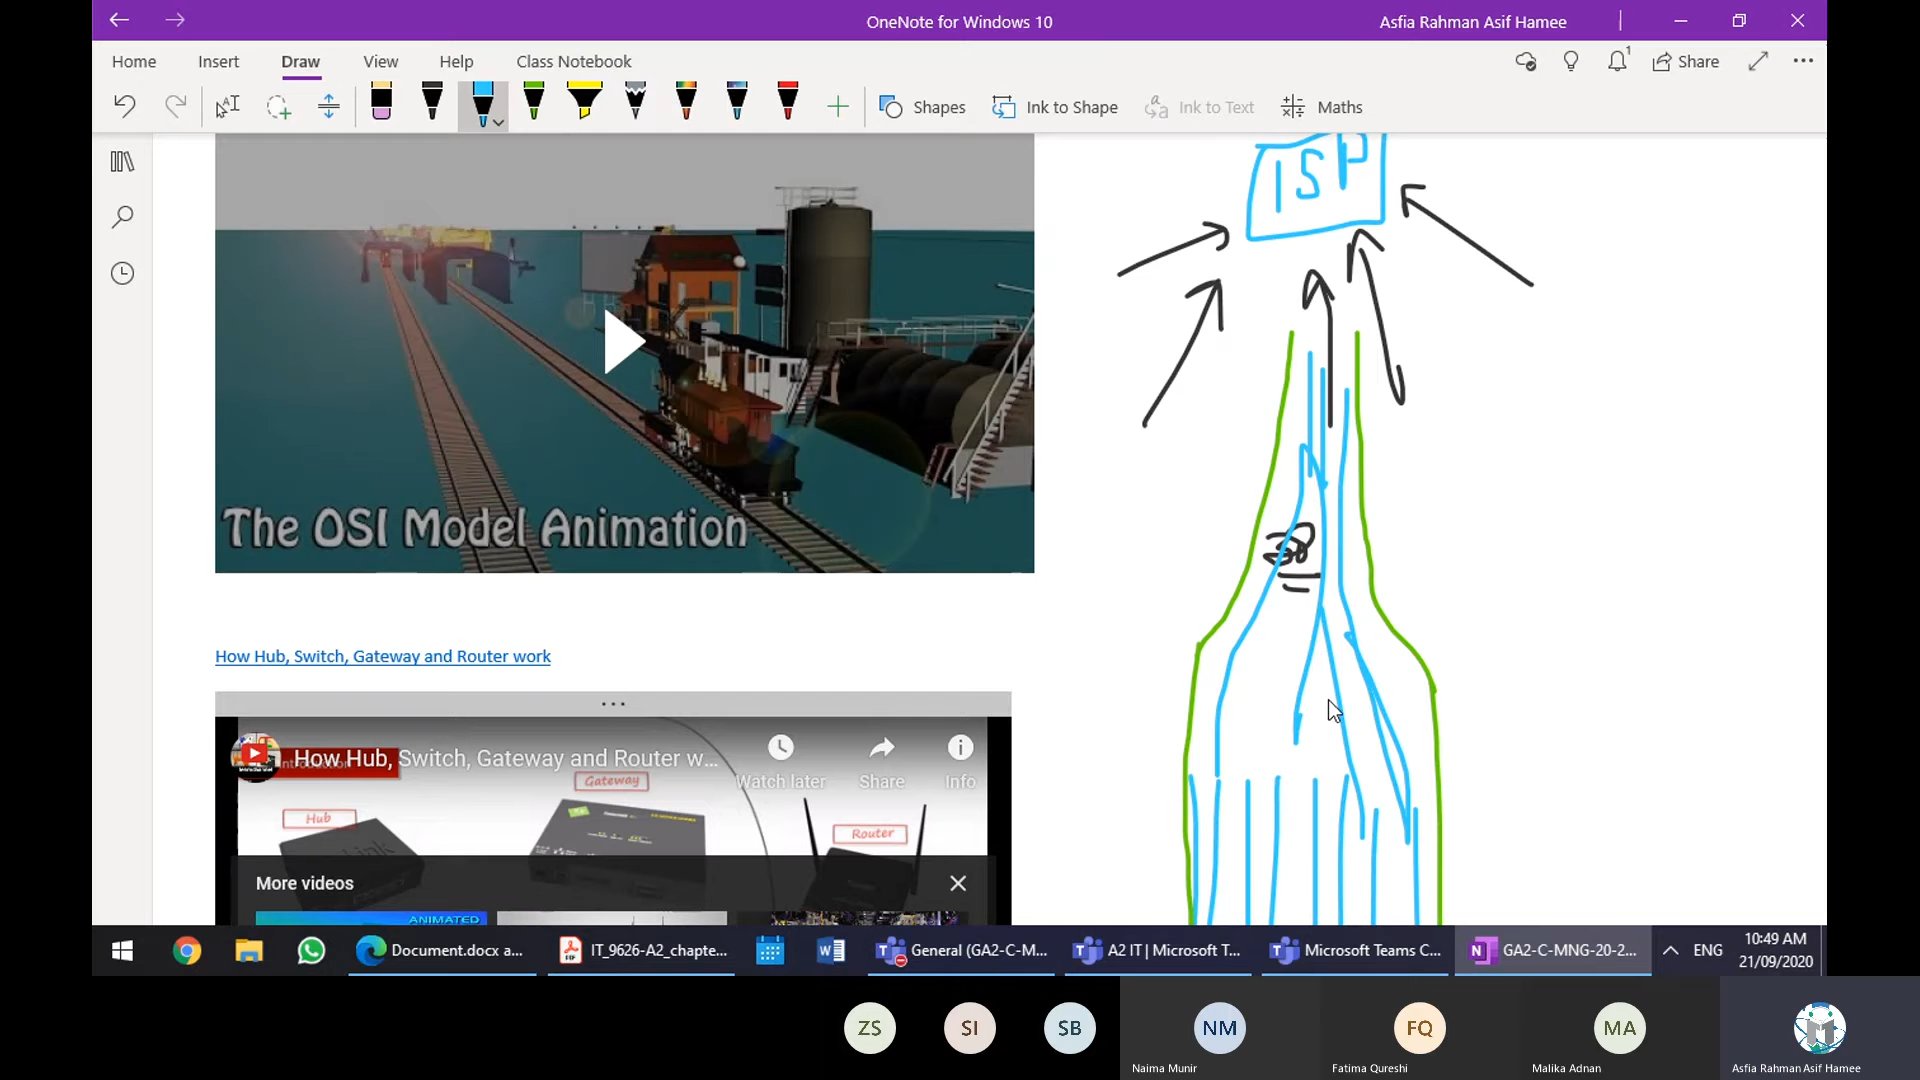 OneNote for Windows 10
Asfia Rahman Asif Hamee
Home Insert Draw View Help Class Notebook
Share
Shapes Ink to Shape Ink to Text Maths
ISP
The OSI Model Animation
How Hub, Switch, Gateway and Router work
How Hub, Switch, Gateway and Router w...
Watch later Share Info
Gateway
Hub
Router
More videos
ANIMATED
Document.docx a...
IT_9626-A2_chapte...
General (GA2-C-M...
A2 IT | Microsoft T...
Microsoft Teams C...
GA2-C-MNG-20-2...
ENG
10:49 AM
21/09/2020
ZS SI SB NM FQ MA
Naima Munir Fatima Qureshi Malika Adnan Asfia Rahman Asif Hamee